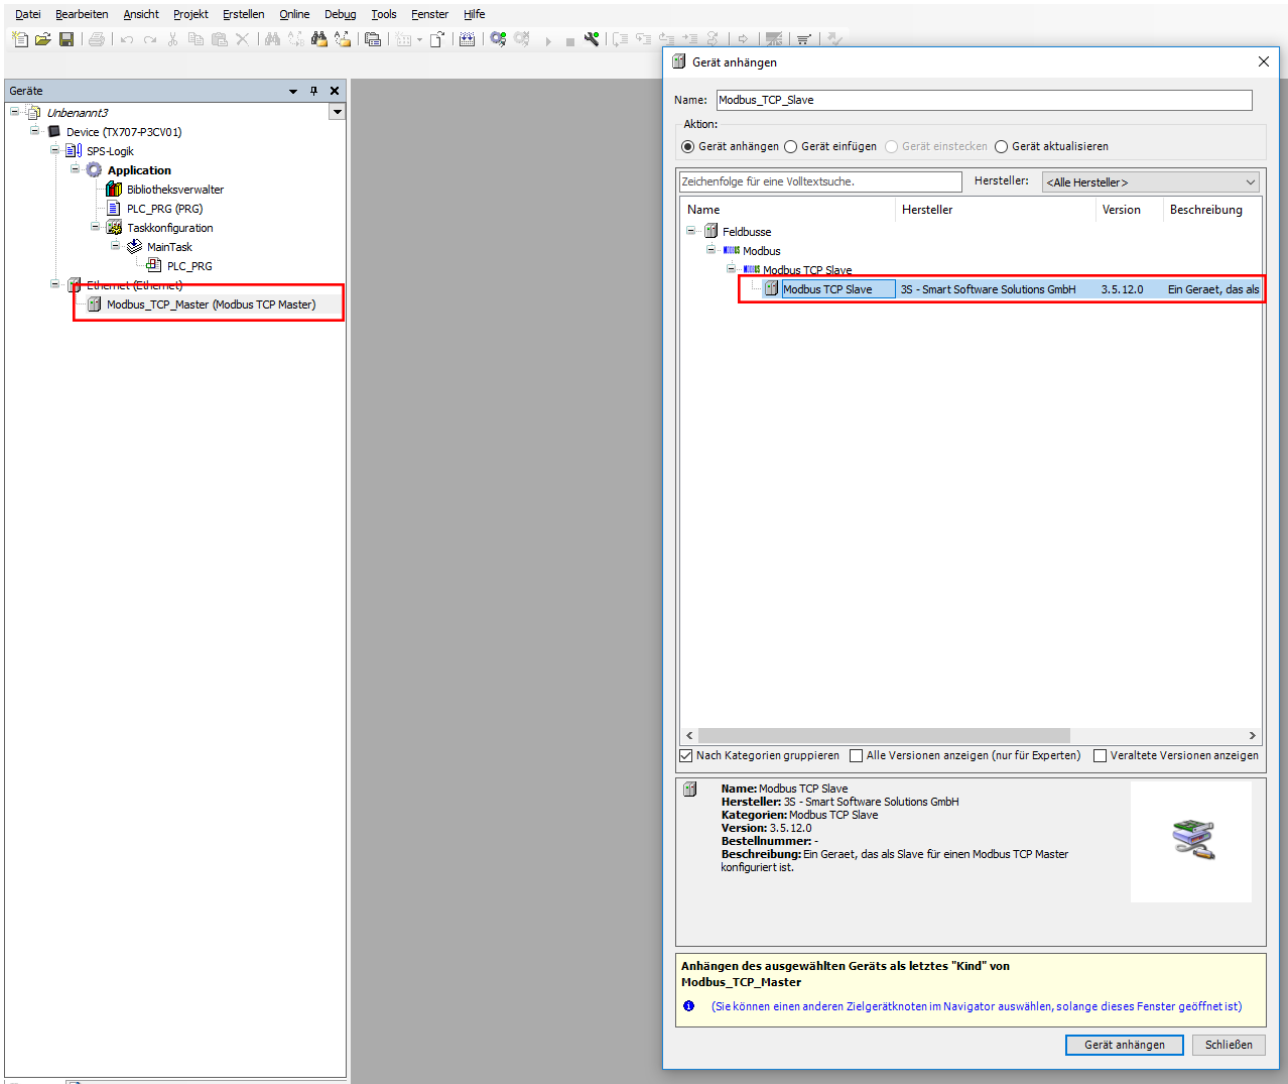 Datei Bearbeiten Ansicht Projekt Erstellen Online Debug Tools Fenster Hilfe
Geräte
Unbenannt3
Device (TX707-P3CV01)
SPS-Logik
Application
Bibliotheksverwalter
PLC_PRG (PRG)
Taskkonfiguration
MainTask
PLC_PRG
Ethernet (Ethernet)
Modbus_TCP_Master (Modbus TCP Master)
Gerät anhängen
Name: Modbus_TCP_Slave
Aktion:
Gerät anhängen Gerät einfügen Gerät einstecken Gerät aktualisieren
Zeichenfolge für eine Volltextsuche. Hersteller: <Alle Hersteller>
Name Hersteller Version Beschreibung
Feldbusse
Modbus
Modbus TCP Slave
Modbus TCP Slave 3S - Smart Software Solutions GmbH 3.5.12.0 Ein Geraet, das als
Nach Kategorien gruppieren Alle Versionen anzeigen (nur für Experten) Veraltete Versionen anzeigen
Name: Modbus TCP Slave
Hersteller: 3S - Smart Software Solutions GmbH
Kategorien: Modbus TCP Slave
Version: 3.5.12.0
Bestellnummer: -
Beschreibung: Ein Geraet, das als Slave für einen Modbus TCP Master
konfiguriert ist.
Anhängen des ausgewählten Geräts als letztes "Kind" von
Modbus_TCP_Master
(Sie können einen anderen Zielgerätknoten im Navigator auswählen, solange dieses Fenster geöffnet ist)
Gerät anhängen Schließen